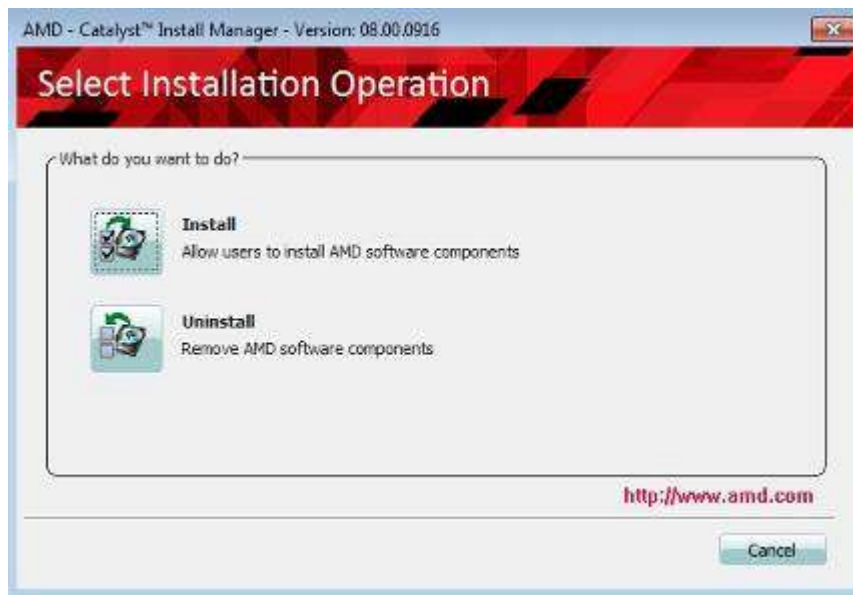 AMD - Catalyst™ Install Manager - Version: 08.00.0916
Select Installation Operation
What do you want to do?
Install
Allow users to install AMD software components
Uninstall
Remove AMD software components
http://www.amd.com
Cancel